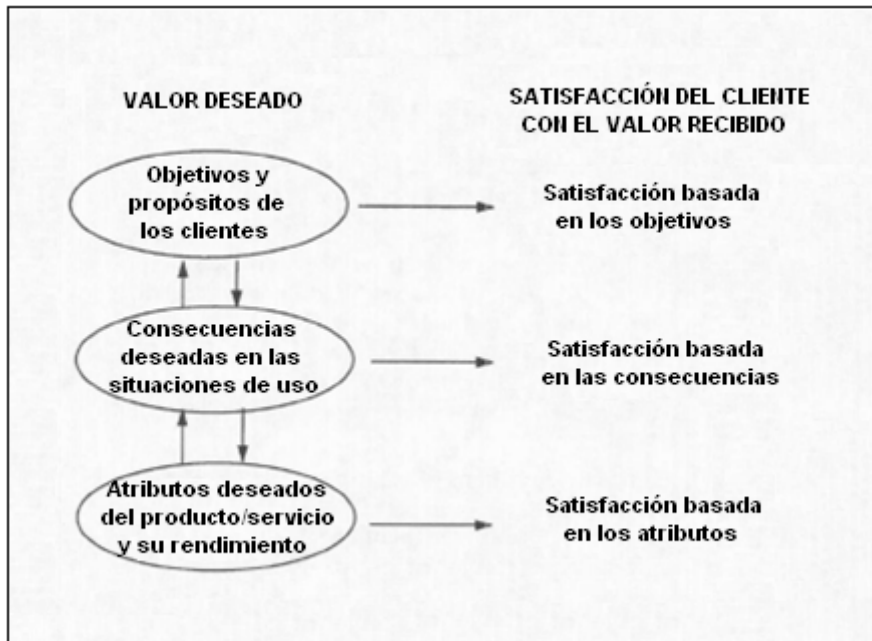 VALOR DESEADO
SATISFACCIÓN DEL CLIENTE
CON EL VALOR RECIBIDO
Objetivos y
propósitos de
los clientes
Satisfacción basada
en los objetivos
Consecuencias
deseadas en las
situaciones de uso
Satisfacción basada
en las consecuencias
Atributos deseados
del producto/servicio
y su rendimiento
Satisfacción basada
en los atributos